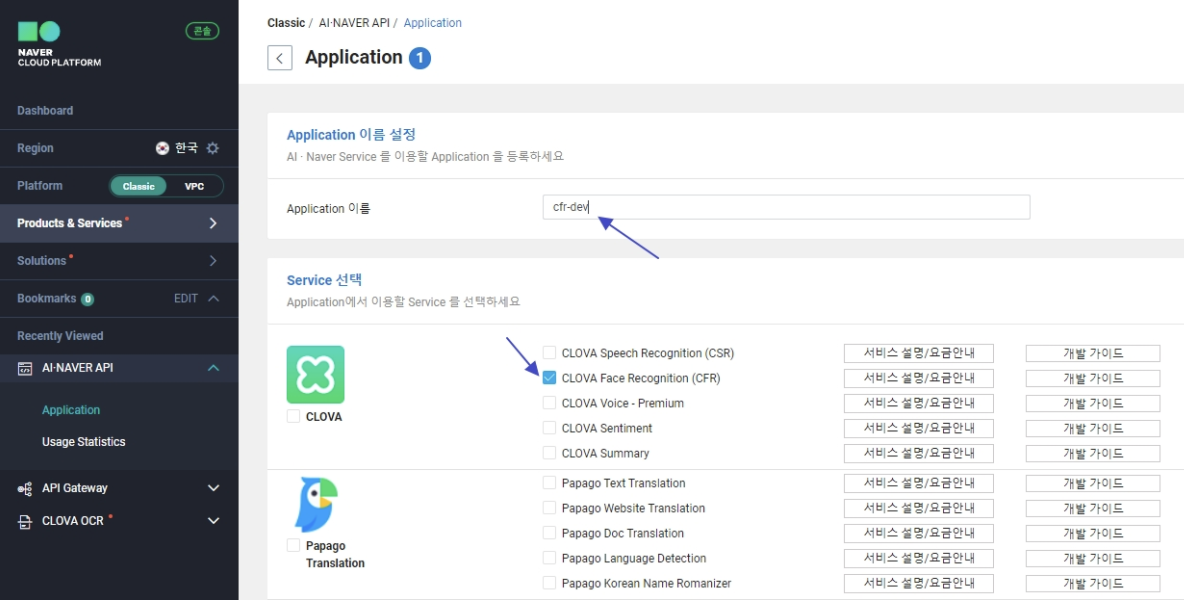 NAVER
CLOUD PLATFORM
콘솔
Dashboard
Region 한국
Platform Classic VPC
Products & Services
Solutions
Bookmarks 0 EDIT
Recently Viewed
AI·NAVER API
Application
Usage Statistics
API Gateway
CLOVA OCR
Classic / AI·NAVER API / Application
Application 1
Application 이름 설정
AI · Naver Service 를 이용할 Application 을 등록하세요
Application 이름 cfr-dev
Service 선택
Application에서 이용할 Service 를 선택하세요
CLOVA
CLOVA Speech Recognition (CSR) 서비스 설명/요금안내 개발 가이드
CLOVA Face Recognition (CFR) 서비스 설명/요금안내 개발 가이드
CLOVA Voice - Premium 서비스 설명/요금안내 개발 가이드
CLOVA Sentiment 서비스 설명/요금안내 개발 가이드
CLOVA Summary 서비스 설명/요금안내 개발 가이드
Papago
Translation
Papago Text Translation 서비스 설명/요금안내 개발 가이드
Papago Website Translation 서비스 설명/요금안내 개발 가이드
Papago Doc Translation 서비스 설명/요금안내 개발 가이드
Papago Language Detection 서비스 설명/요금안내 개발 가이드
Papago Korean Name Romanizer 서비스 설명/요금안내 개발 가이드